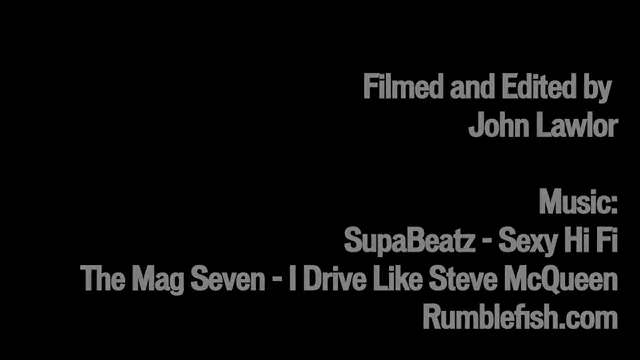 Filmed and Edited by
John Lawlor
Music:
SupaBeatz - Sexy Hi Fi
The Mag Seven - I Drive Like Steve McQueen
Rumblefish.com